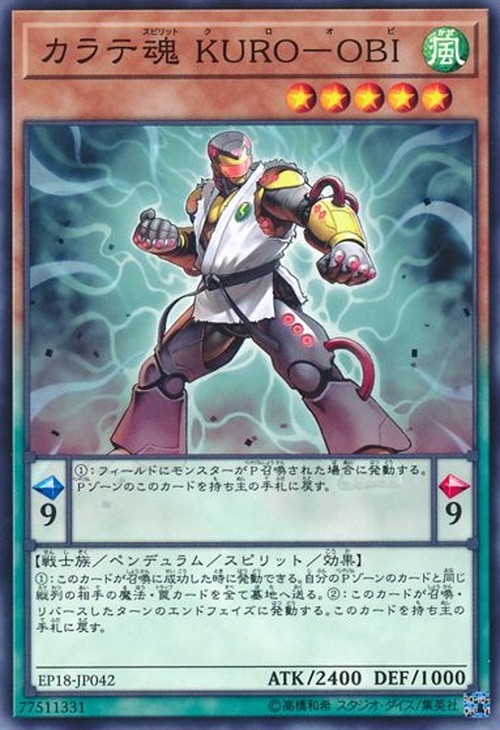 カラテ魂 KURO－OBI
スピリット クロオビ
風
かぜ
①：フィールドにモンスターがP召喚された場合に発動する。
Pゾーンのこのカードを持ち主の手札に戻す。
9
9
【戦士族／ペンデュラム／スピリット／効果】
①：このカードが召喚に成功した時に発動できる。自分のPゾーンのカードと同じ
縦列の相手の魔法・罠カードを全て墓地へ送る。②：このカードが召喚・
リバースしたターンのエンドフェイズに発動する。このカードを持ち主の
手札に戻す。
EP18-JP042
ATK/2400 DEF/1000
77511331
©高橋和希 スタジオ・ダイス/集英社